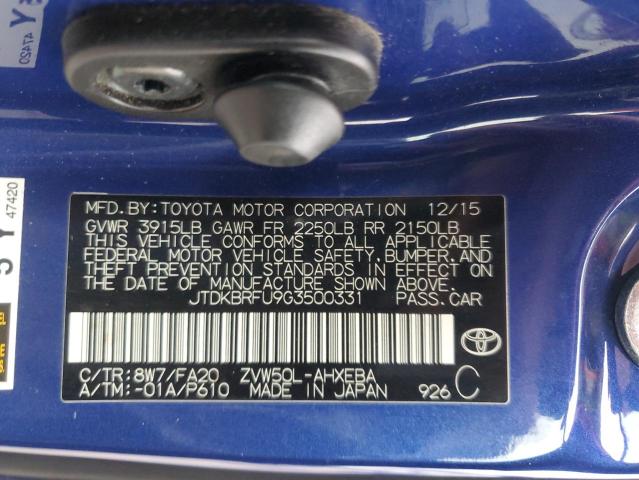 MFD.BY:TOYOTA MOTOR CORPORATION 12/15
GVWR 3915LB GAWR FR 2250LB RR 2150LB
THIS VEHICLE CONFORMS TO ALL APPLICABLE
FEDERAL MOTOR VEHICLE SAFETY,BUMPER,AND
THEFT PREVENTION STANDARDS IN EFFECT ON
THE DATE OF MANUFACTURE SHOWN ABOVE.
JTDKBRFU9G3500331 PASS.CAR
C/TR:8W7/FA20 ZVW50L-AHXEBA
A/TM:-01A/P610 MADE IN JAPAN 926 C
5Y
47420